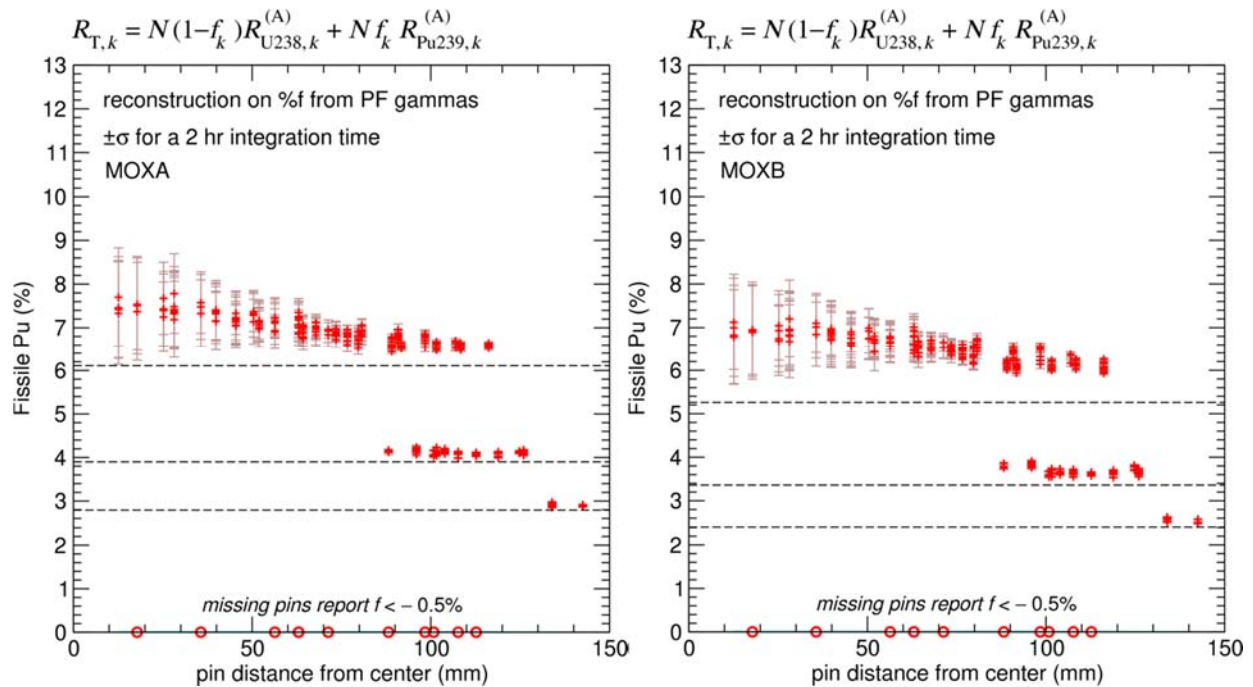 R_{T,k} = N(1−f_k)R^{(A)}_{U238,k} + N f_k R^{(A)}_{Pu239,k}
13
12
11
10
9
8
7
6
5
4
3
2
1
0
Fissile Pu (%)
reconstruction on %f from PF gammas
±σ for a 2 hr integration time
MOXA
missing pins report f < − 0.5%
0 50 100 150
pin distance from center (mm)
R_{T,k} = N(1−f_k)R^{(A)}_{U238,k} + N f_k R^{(A)}_{Pu239,k}
13
12
11
10
9
8
7
6
5
4
3
2
1
0
Fissile Pu (%)
reconstruction on %f from PF gammas
±σ for a 2 hr integration time
MOXB
missing pins report f < − 0.5%
0 50 100 150
pin distance from center (mm)